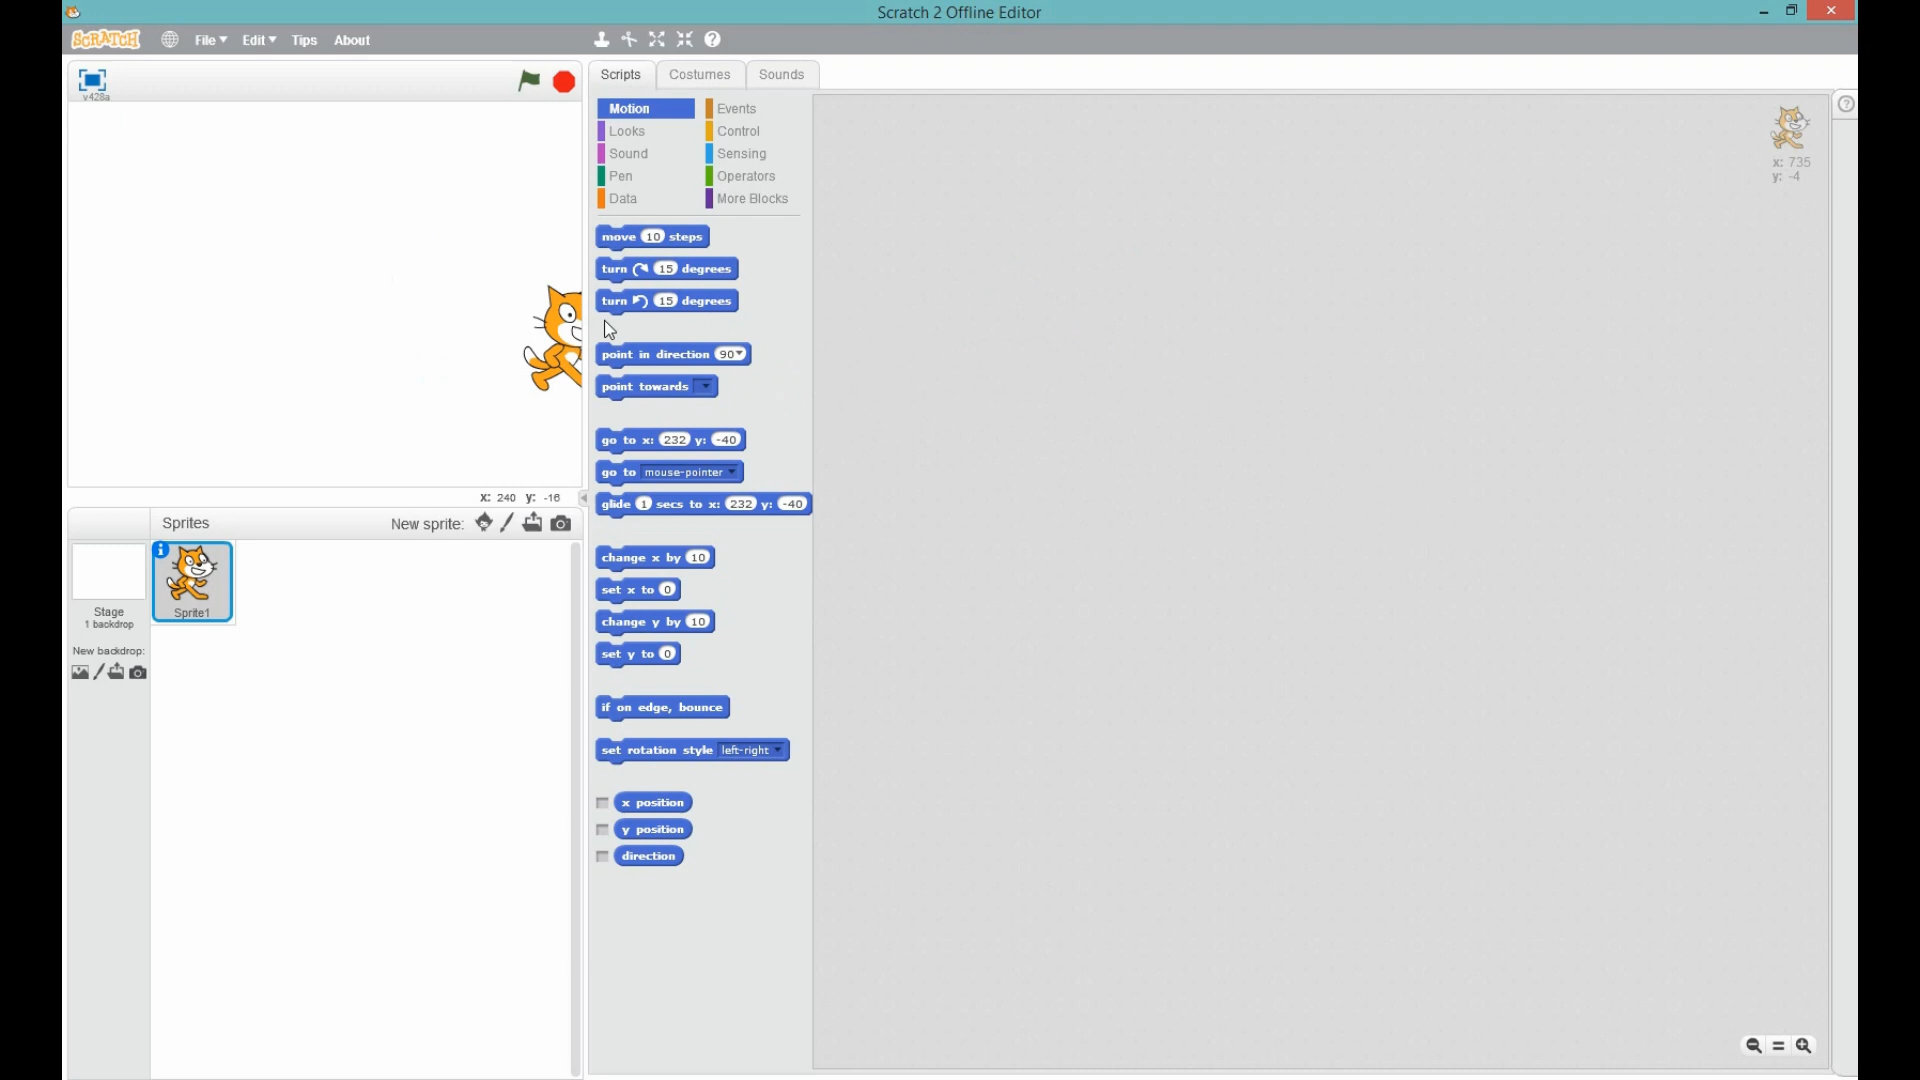 Scratch 2 Offline Editor
SCRATCH File Edit Tips About
v428a
Scripts Costumes Sounds
Motion Events
Looks Control
Sound Sensing
Pen Operators
Data More Blocks
x: 735
y: -4
move 10 steps
turn 15 degrees
turn 15 degrees
point in direction 90
point towards
go to x: 232 y: -40
go to mouse-pointer
glide 1 secs to x: 232 y: -40
change x by 10
set x to 0
change y by 10
set y to 0
if on edge, bounce
set rotation style left-right
x position
y position
direction
X: 240 y: -16
Sprites New sprite:
Stage
1 backdrop
Sprite1
New backdrop: